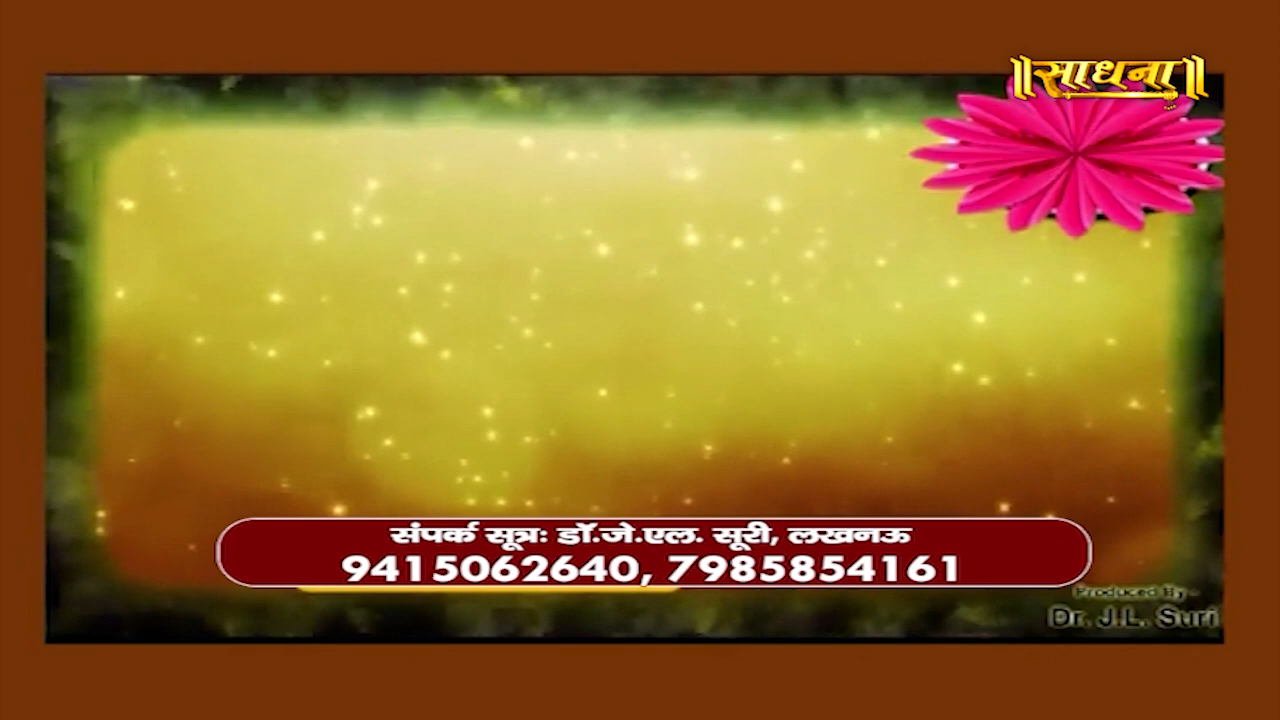 ॥साधना॥
संपर्क सूत्रः डॉ.जे.एल. सूरी, लखनऊ
9415062640, 7985854161
Produced By -
Dr. J.L. Suri